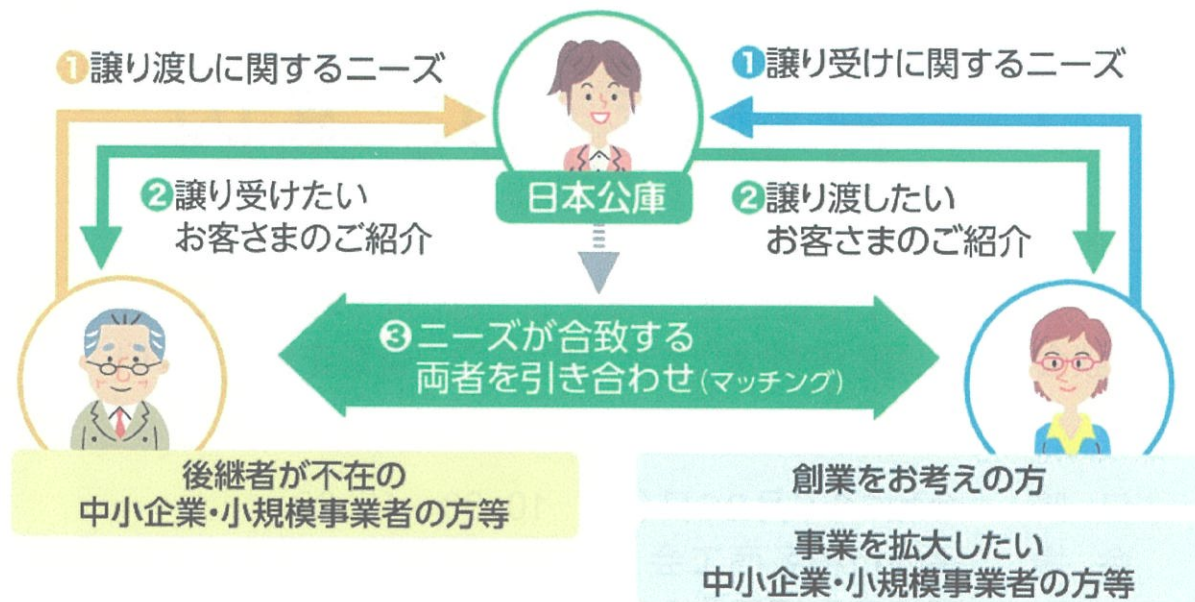 ①譲り渡しに関するニーズ
①譲り受けに関するニーズ
②譲り受けたい
お客さまのご紹介
日本公庫
②譲り渡したい
お客さまのご紹介
③ニーズが合致する
両者を引き合わせ(マッチング)
後継者が不在の
中小企業・小規模事業者の方等
創業をお考えの方
事業を拡大したい
中小企業・小規模事業者の方等